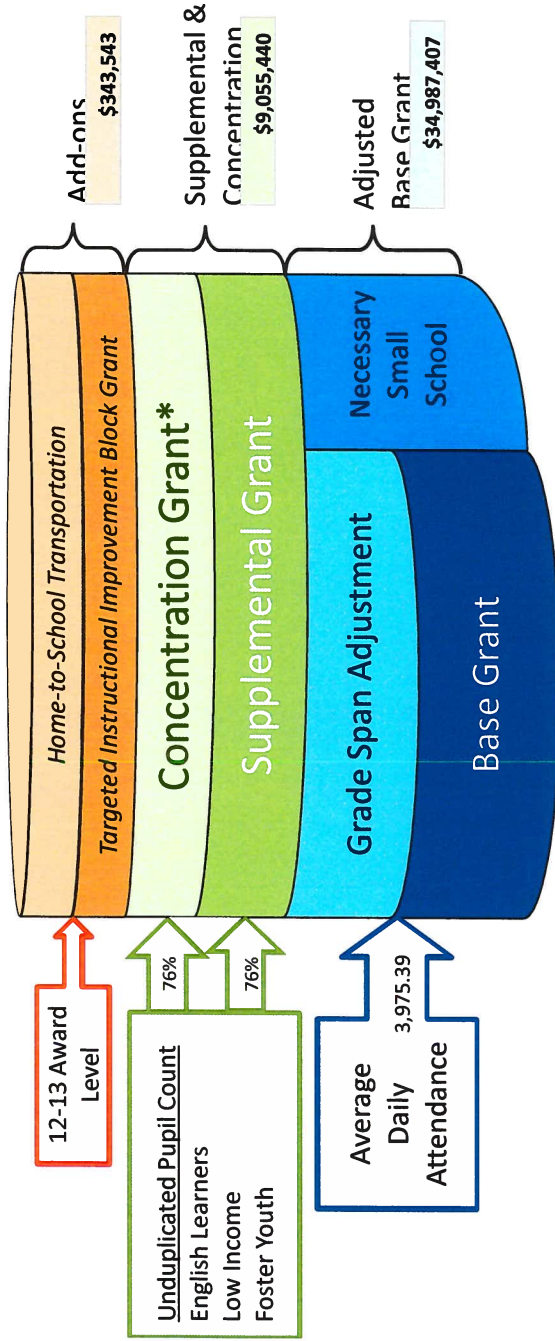 12-13 Award
Level
Unduplicated Pupil Count
English Learners
Low Income
Foster Youth
76%
76%
Average
Daily
Attendance
3,975.39
Home-to-School Transportation
Targeted Instructional Improvement Block Grant
Concentration Grant*
Supplemental Grant
Grade Span Adjustment
Base Grant
Necessary
Small
School
Add-ons
$343,543
Supplemental &
Concentration
$9,055,440
Adjusted
Base Grant
$34,987,407